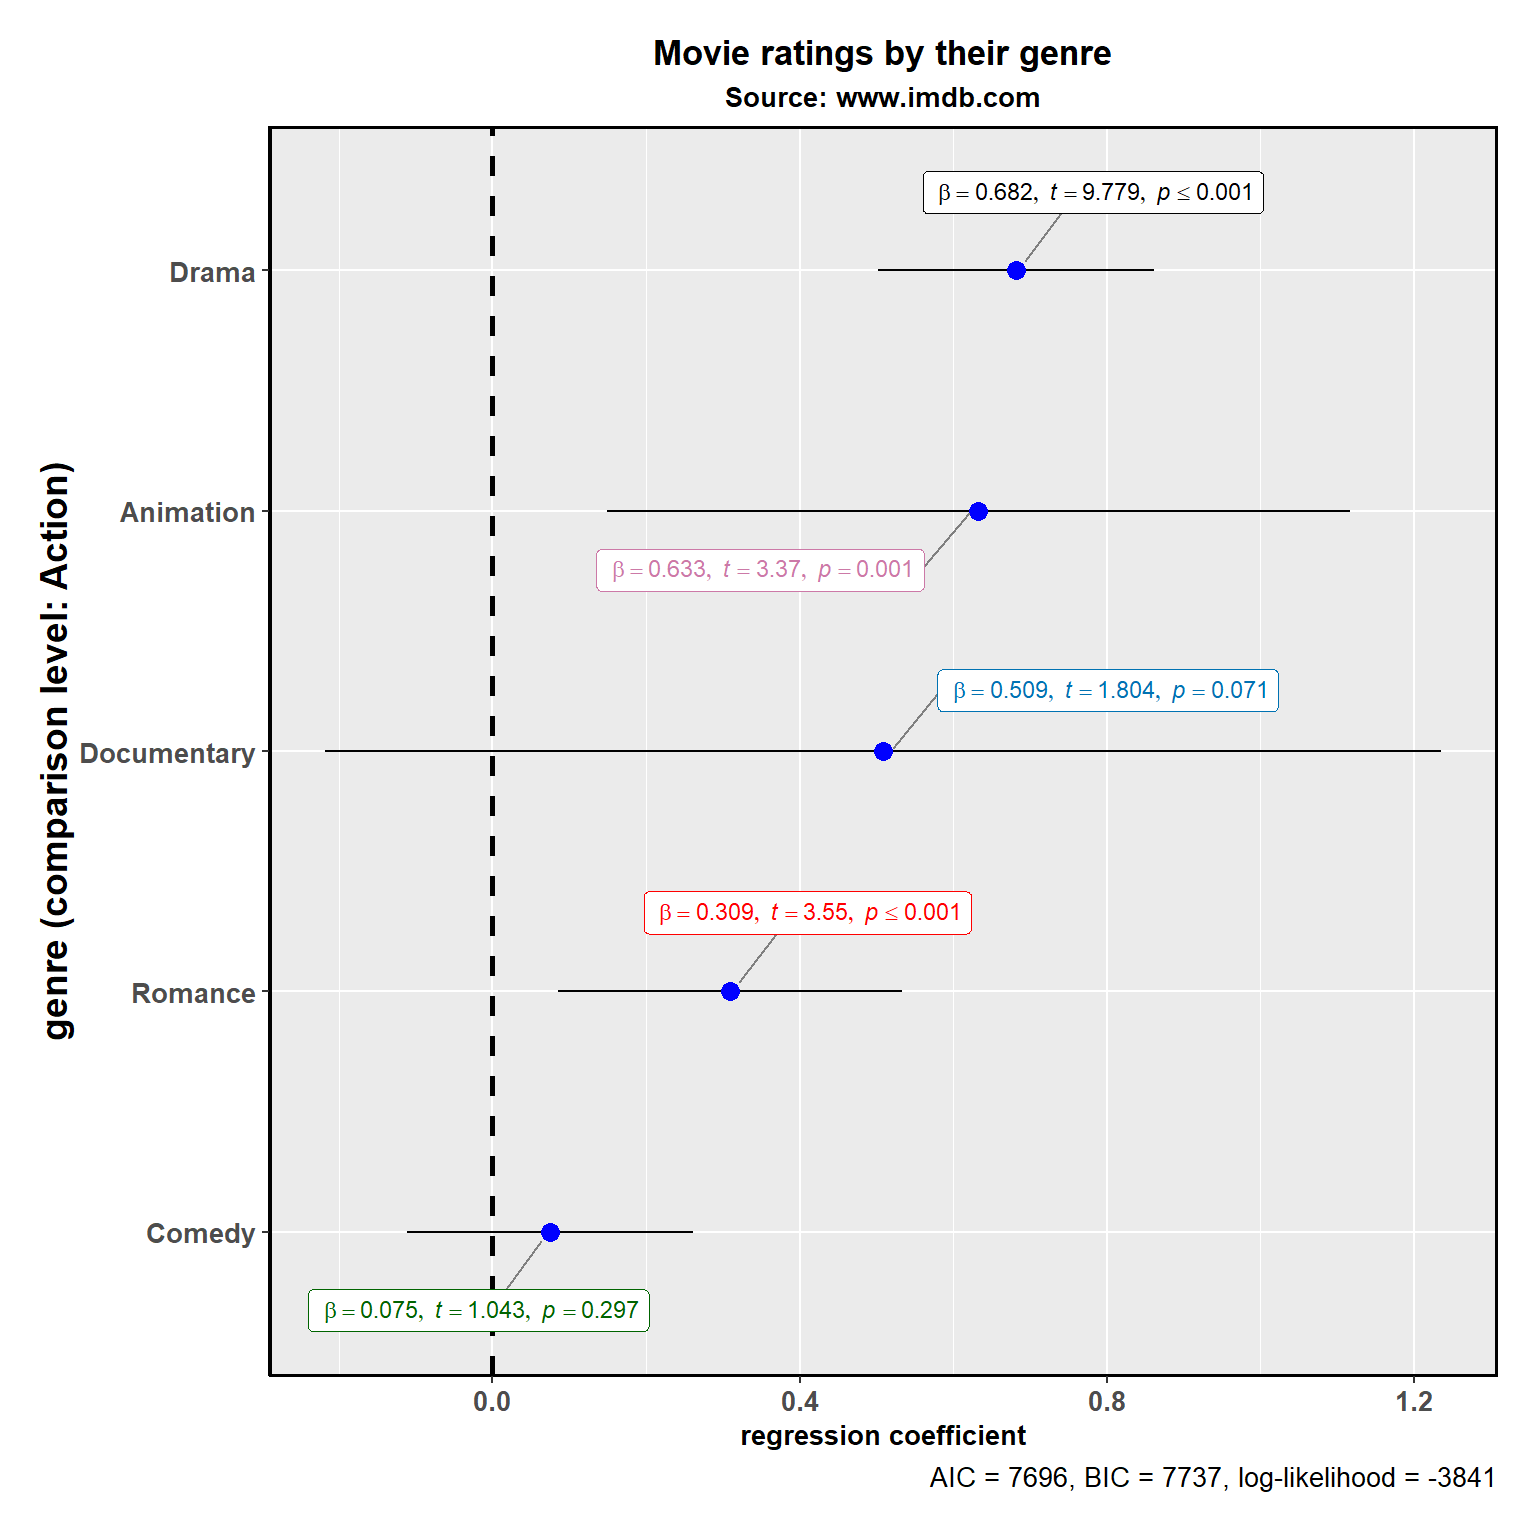 Movie ratings by their genre
Source: www.imdb.com
genre (comparison level: Action)
Drama
β = 0.682, t = 9.779, p ≤ 0.001
Animation
β = 0.633, t = 3.37, p = 0.001
β = 0.509, t = 1.804, p = 0.071
Documentary
β = 0.309, t = 3.55, p ≤ 0.001
Romance
Comedy
β = 0.075, t = 1.043, p = 0.297
0.0 0.4 0.8 1.2
regression coefficient
AIC = 7696, BIC = 7737, log-likelihood = -3841